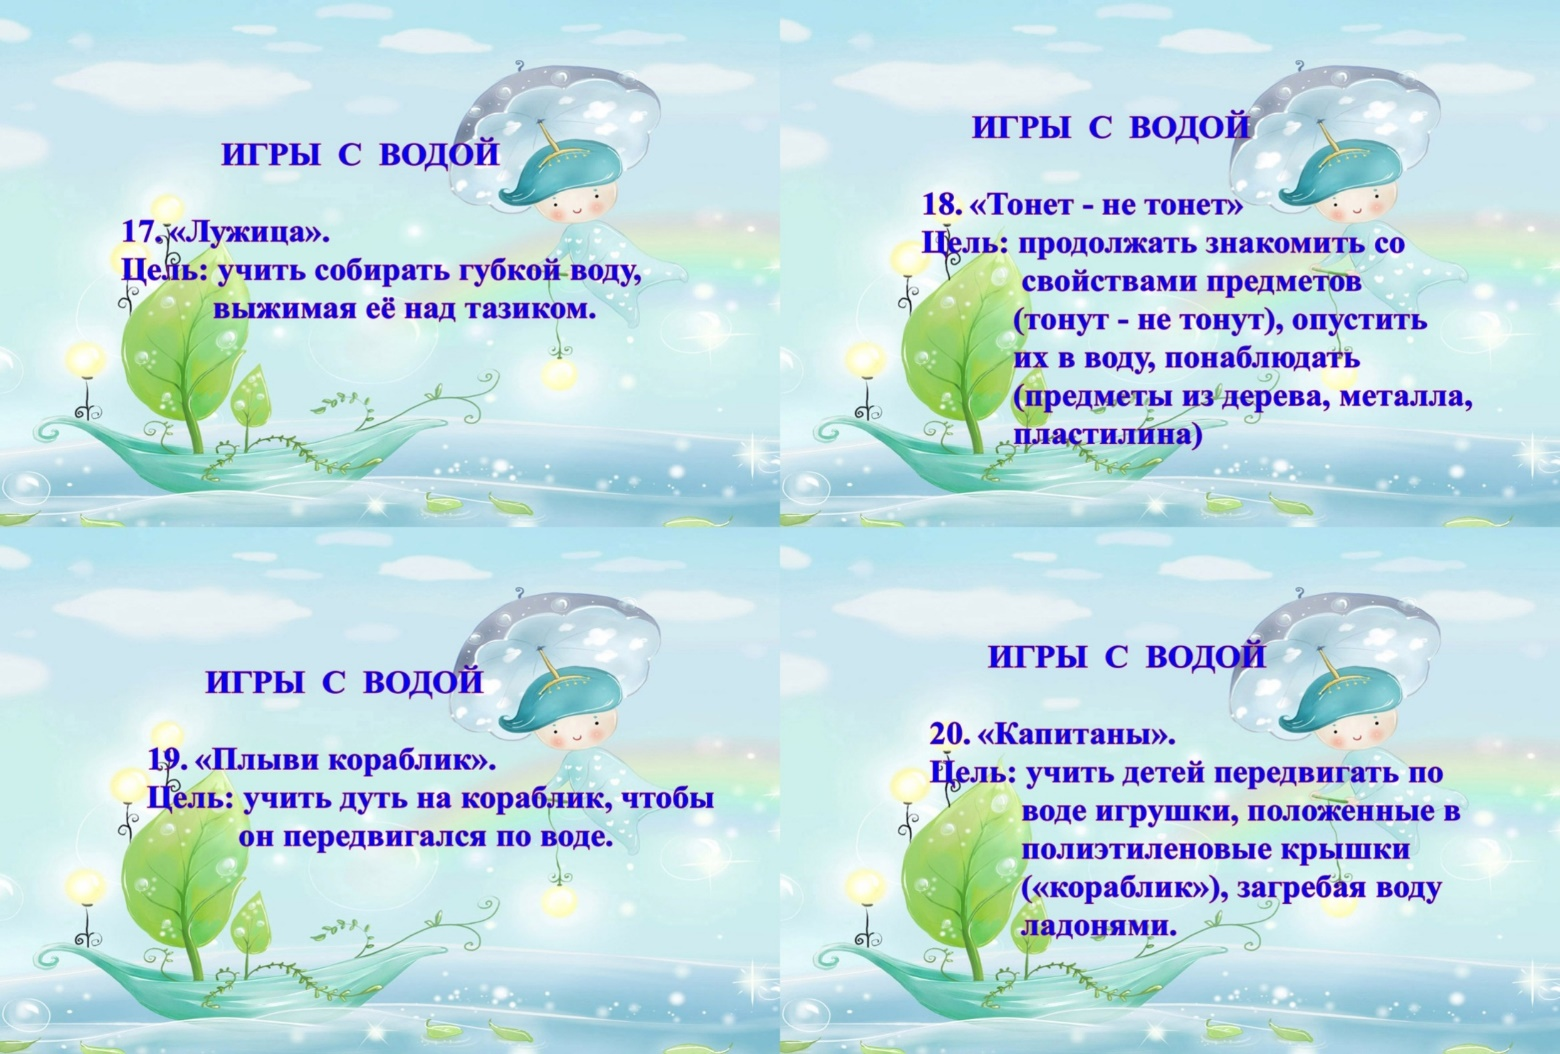 ИГРЫ С ВОДОЙ
17. «Лужица».
Цель: учить собирать губкой воду,
выжимая её над тазиком.
ИГРЫ С ВОДОЙ
18. «Тонет - не тонет»
Цель: продолжать знакомить со
свойствами предметов
(тонут - не тонут), опустить
их в воду, понаблюдать
(предметы из дерева, металла,
пластилина)
ИГРЫ С ВОДОЙ
19. «Плыви кораблик».
Цель: учить дуть на кораблик, чтобы
он передвигался по воде.
ИГРЫ С ВОДОЙ
20. «Капитаны».
Цель: учить детей передвигать по
воде игрушки, положенные в
полиэтиленовые крышки
(«кораблик»), загребая воду
ладонями.